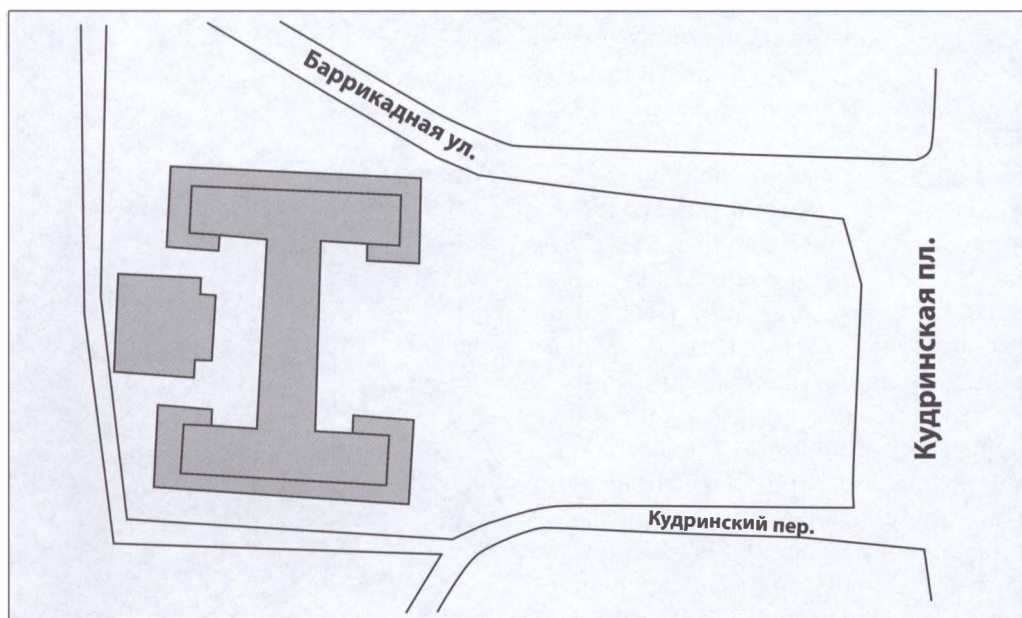 Баррикадная ул.
Кудринская пл.
Кудринский пер.